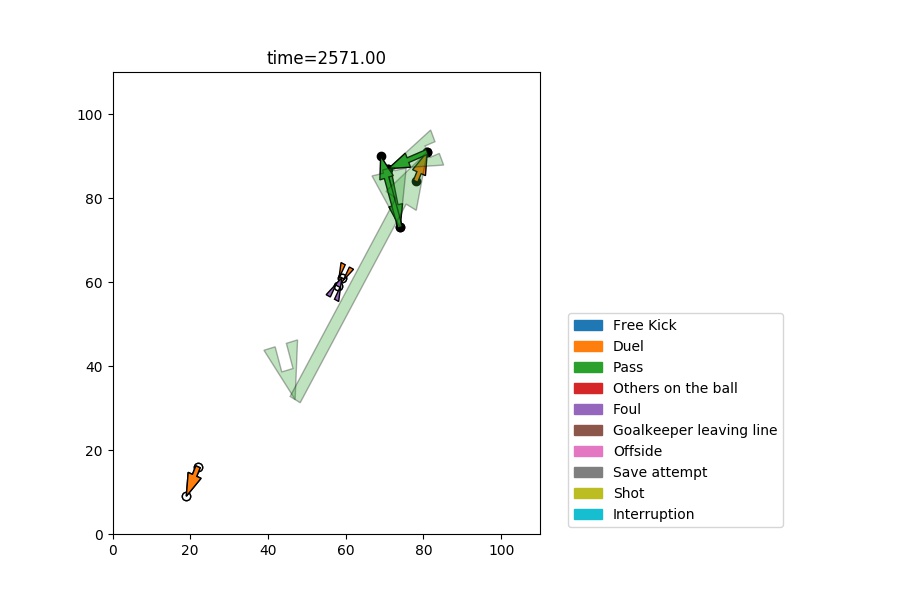 time=2571.00
100
80
60
40
20
0
0 20 40 60 80 100
Free Kick
Duel
Pass
Others on the ball
Foul
Goalkeeper leaving line
Offside
Save attempt
Shot
Interruption